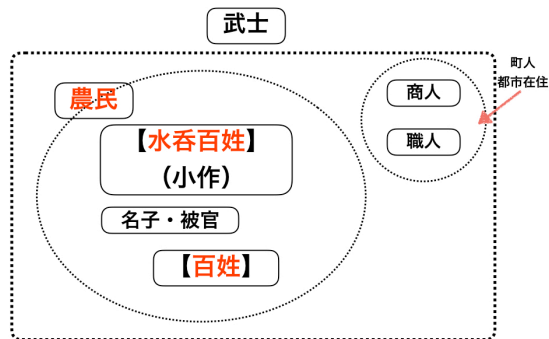 武士
町人
都市在住
農民
商人
【水呑百姓】
（小作）
職人
名子・被官
【百姓】